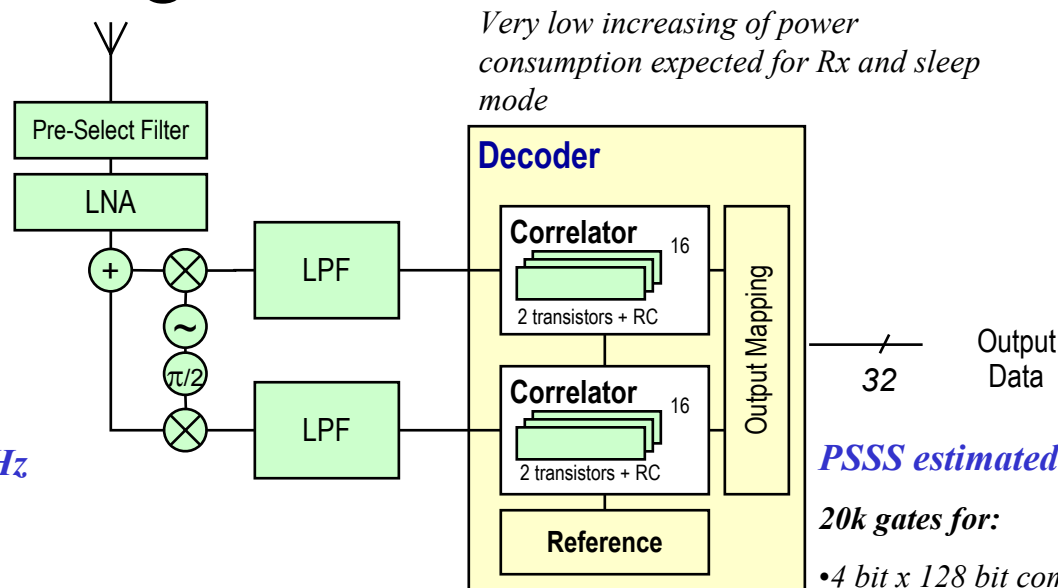 Very low increasing of power
consumption expected for Rx and sleep
mode
Pre-Select Filter
LNA
+
~
π/2
LPF
LPF
Decoder
Correlator
16
2 transistors + RC
Correlator
16
2 transistors + RC
Reference
Output Mapping
32
Output
Data
Hz
PSSS estimated
20k gates for:
•4 bit x 128 bit con